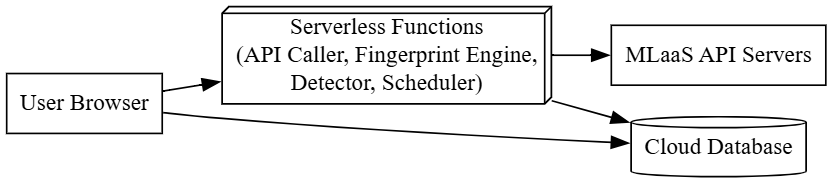 User Browser
Serverless Functions
(API Caller, Fingerprint Engine,
Detector, Scheduler)
MLaaS API Servers
Cloud Database